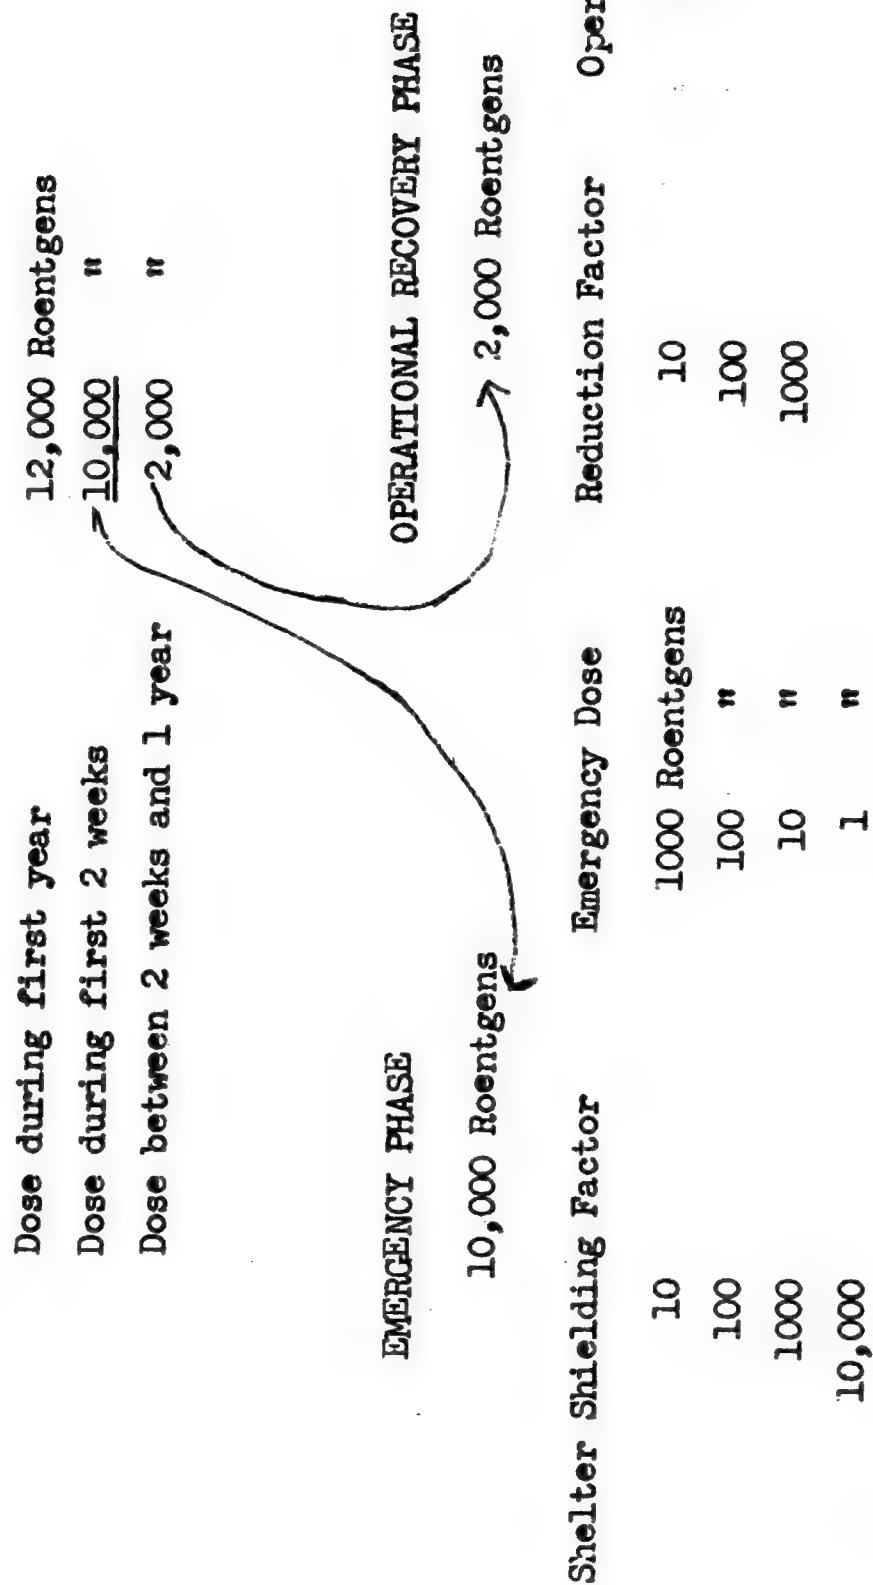 Dose during first year 12,000 Roentgens
Dose during first 2 weeks 10,000 "
Dose between 2 weeks and 1 year 2,000 "
EMERGENCY PHASE OPERATIONAL RECOVERY PHASE
10,000 Roentgens 2,000 Roentgens
Shelter Shielding Factor Emergency Dose Reduction Factor Oper
10 1000 Roentgens 10
100 100 " 100
1000 10 " 1000
10,000 1 "